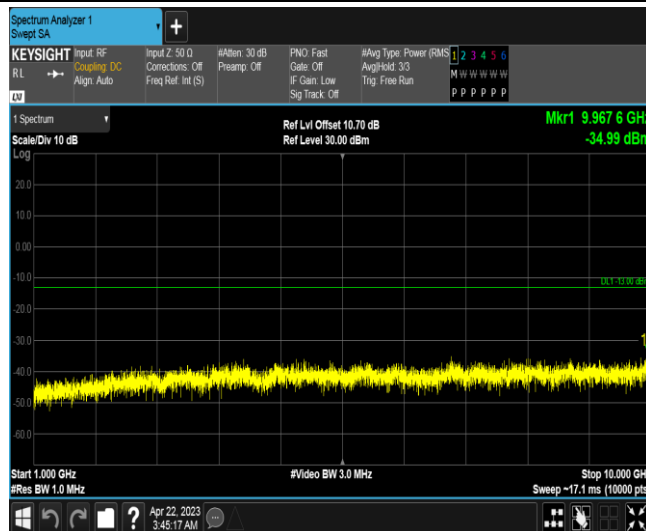 Spectrum Analyzer 1
Swept SA
KEYSIGHT
RL
Input: RF
Coupling: DC
Align: Auto
Input Z: 50 Ω
Corrections: Off
Freq Ref: Int (S)
#Atten: 30 dB
Preamp: Off
PNO: Fast
Gate: Off
IF Gain: Low
Sig Track: Off
#Avg Type: Power (RMS
Avg|Hold: 3/3
Trig: Free Run
1 2 3 4 5 6
M W W W W W
P P P P P P
LXI
1 Spectrum
Scale/Div 10 dB
Ref Lvl Offset 10.70 dB
Ref Level 30.00 dBm
Mkr1 9.967 6 GHz
-34.99 dBm
Log
20.0
10.0
0.00
-10.0
DL1 -13.00 dBm
-20.0
-30.0
1
-40.0
-50.0
-60.0
Start 1.000 GHz
#Video BW 3.0 MHz
Stop 10.000 GHz
#Res BW 1.0 MHz
Sweep ~17.1 ms (10000 pts)
?
Apr 22, 2023
3:45:17 AM